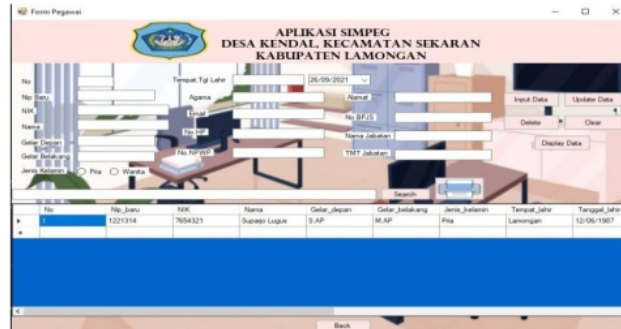 Form Pegawai
APLIKASI SIMPEG
DESA KENDAL, KECAMATAN SEKARAN
KABUPATEN LAMONGAN
No
Tempat,Tgl Lahir
26/09/2021
Nip Baru
Agama
Alamat
Input Data
Update Data
NIK
Email
No.BPJS
Nama
No.HP
Nama Jabatan
Delete
Clear
Gelar Depan
Gelar Belakang
No.NPWP
TMT Jabatan
Display Data
Jenis Kelamin
Pria
Wanita
Search
No Nip_baru NIK Nama Gelar_depan Gelar_belakang Jenis_kelamin Tempat_lahir Tanggal_lahir
1 1221314 7654321 Suparjo Lugus S.AP M.AP Pria Lamongan 12/06/1987
Back